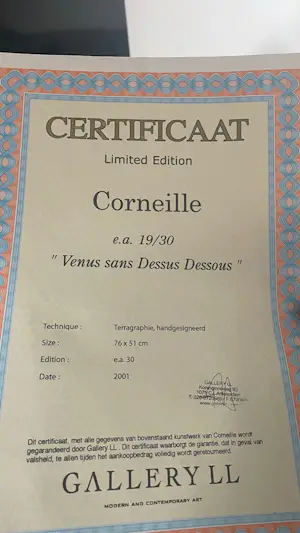 CERTIFICAAT
Limited Edition
Corneille
e.a. 19/30
" Venus sans Dessus Dessous "
Technique : Terragraphie, handgesigneerd
Size : 76 x 51 cm
Edition : e.a. 30
Date : 2001
GALLERY LL
Dit certificaat, met alle gegevens van bovenstaand kunstwerk van Corneille wordt
gegarandeerd door Gallery LL . Dit certificaat waarborgt de garantie, dat in geval van
valsheid, te allen tijden het aankoopbedrag volledig wordt geretourneerd.
GALLERY LL
MODERN AND CONTEMPORARY ART